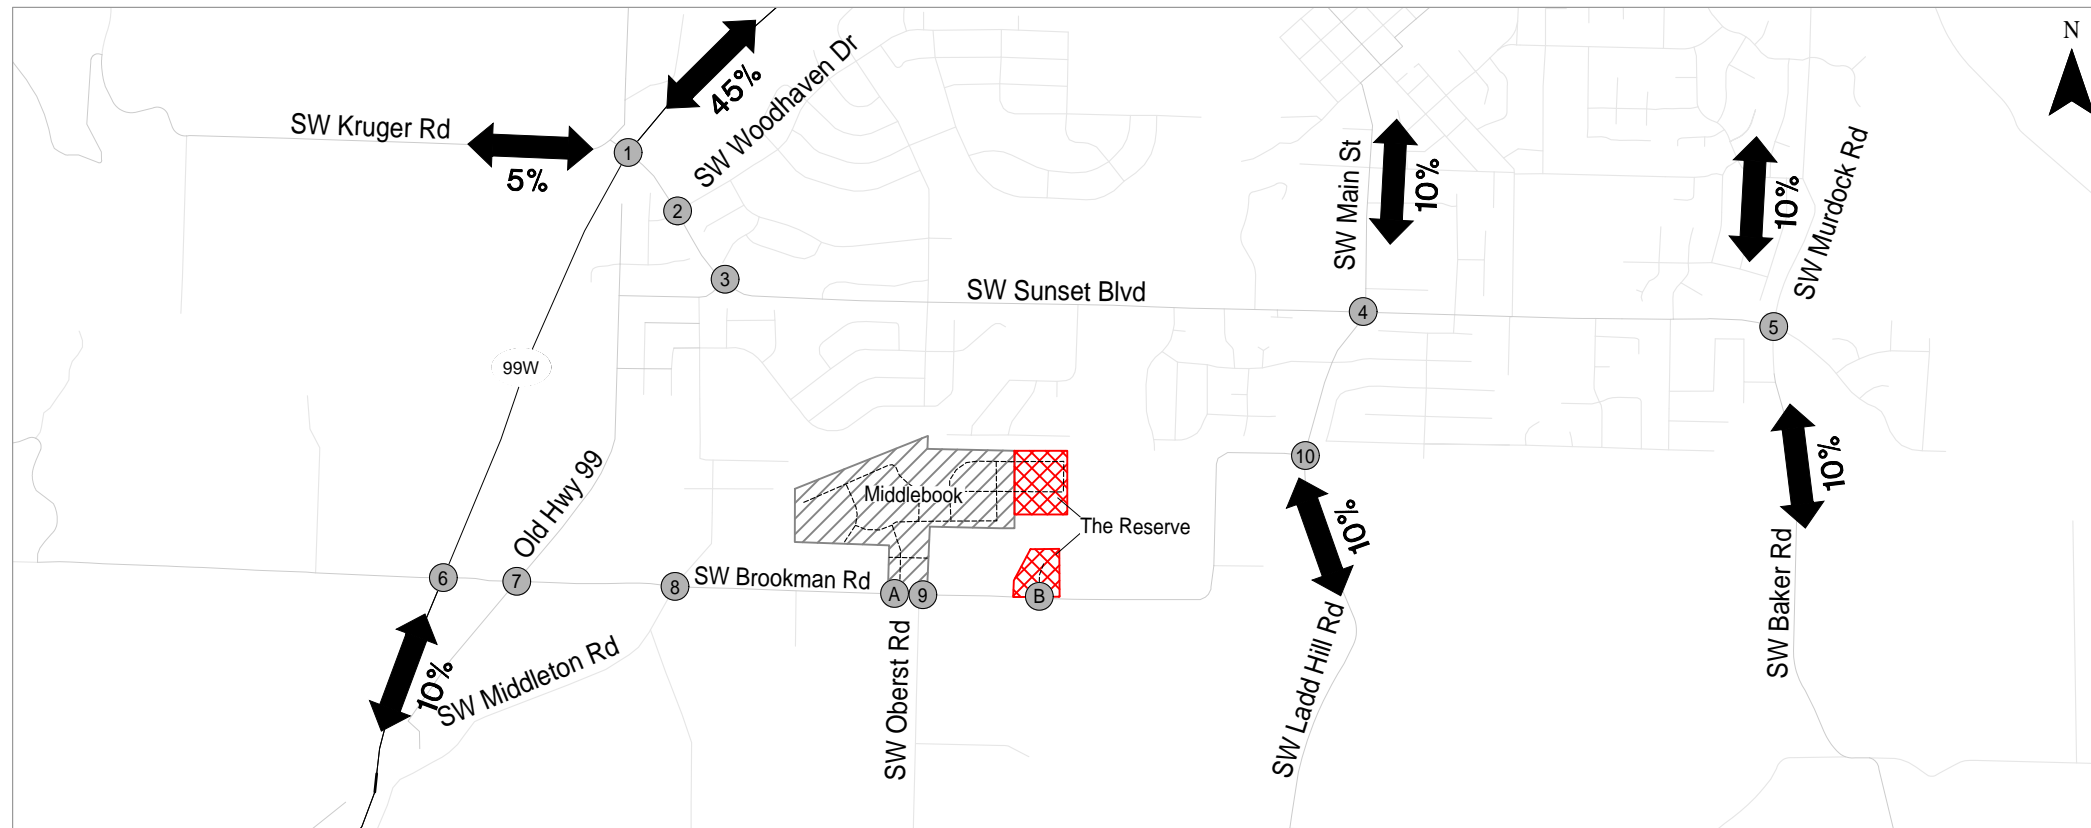 N
45%
SW Woodhaven Dr
SW Kruger Rd
5%
1
2
3
SW Main St
10%
10%
SW Murdock Rd
SW Sunset Blvd
4
5
99W
Old Hwy 99
Middlebook
The Reserve
10
10%
10%
6
7
8
SW Brookman Rd
A
9
B
10%
SW Middleton Rd
SW Oberst Rd
SW Ladd Hill Rd
SW Baker Rd